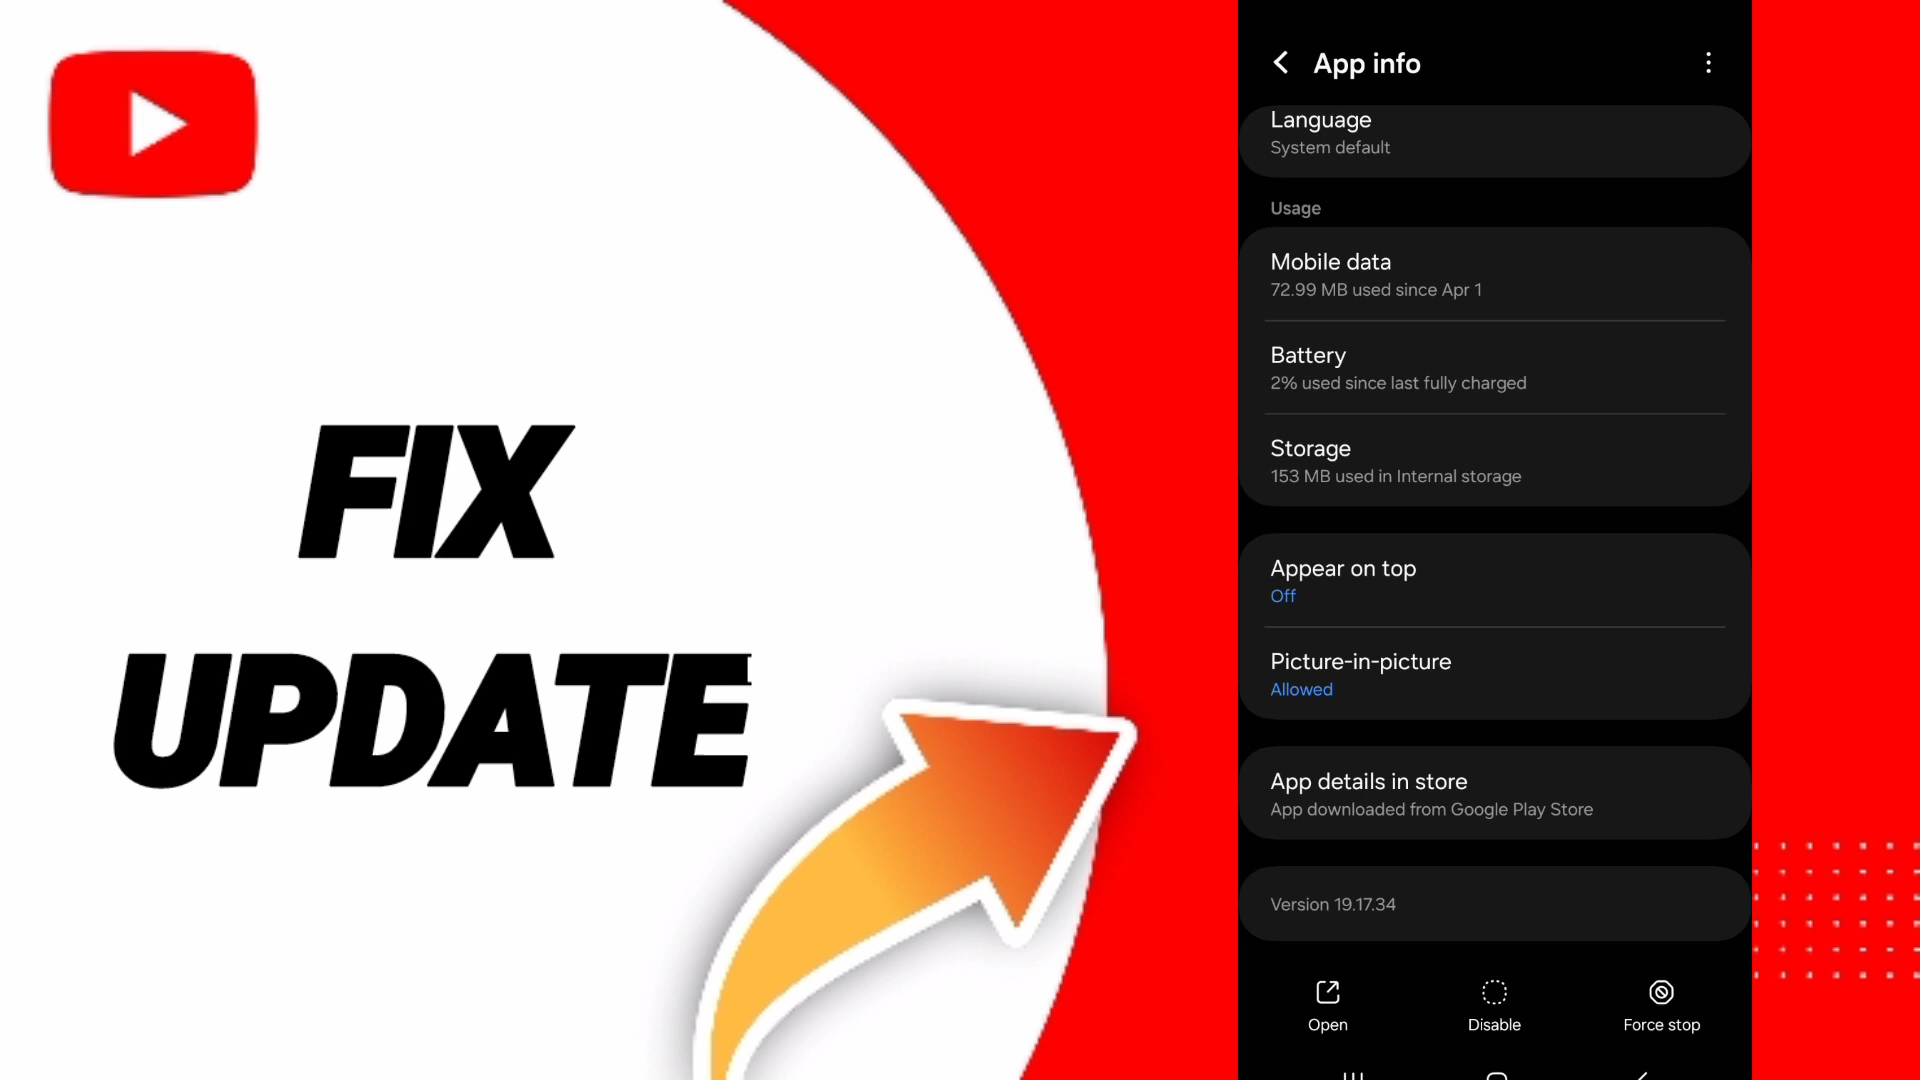 FIX
UPDATE
App info
Language
System default
Usage
Mobile data
72.99 MB used since Apr 1
Battery
2% used since last fully charged
Storage
153 MB used in Internal storage
Appear on top
Off
Picture-in-picture
Allowed
App details in store
App downloaded from Google Play Store
Version 19.17.34
Open
Disable
Force stop